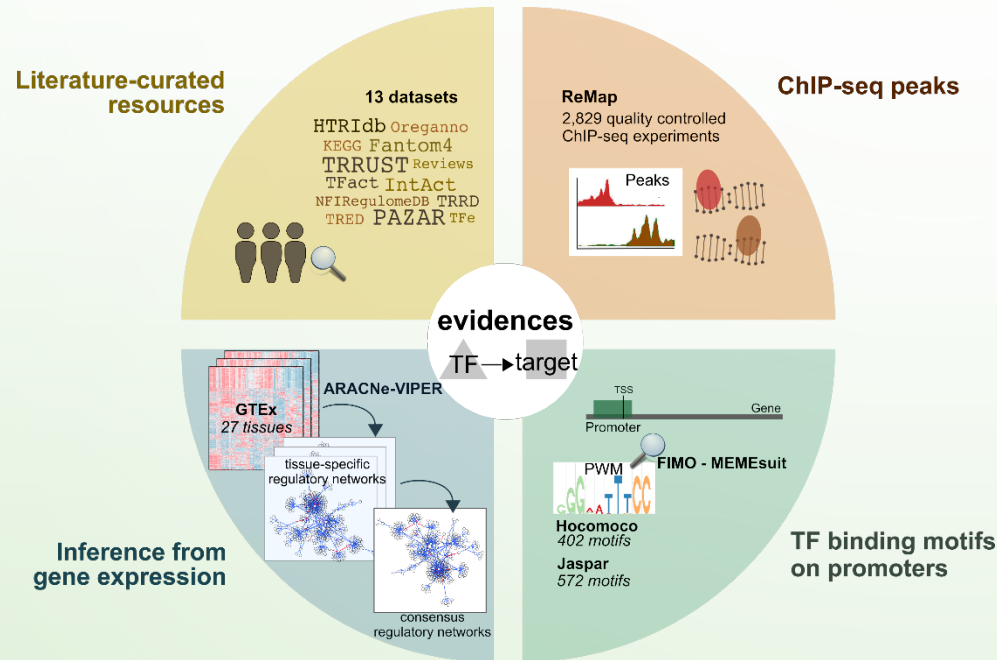 Literature-curated
resources
13 datasets
HTRIdb Oreganno
KEGG Fantom4
TRRUST Reviews
TFact IntAct
NFIRegulomeDB TRRD
TRED PAZAR TFe
ChIP-seq peaks
ReMap
2,829 quality controlled
ChIP-seq experiments
Peaks
evidences
TF target
Inference from
gene expression
GTEx
27 tissues
ARACNe-VIPER
tissue-specific
regulatory networks
consensus
regulatory networks
TF binding motifs
on promoters
TSS
Gene
Promoter
PWM
FIMO - MEMEsuit
GGGAATTTCC
Hocomoco
402 motifs
Jaspar
572 motifs